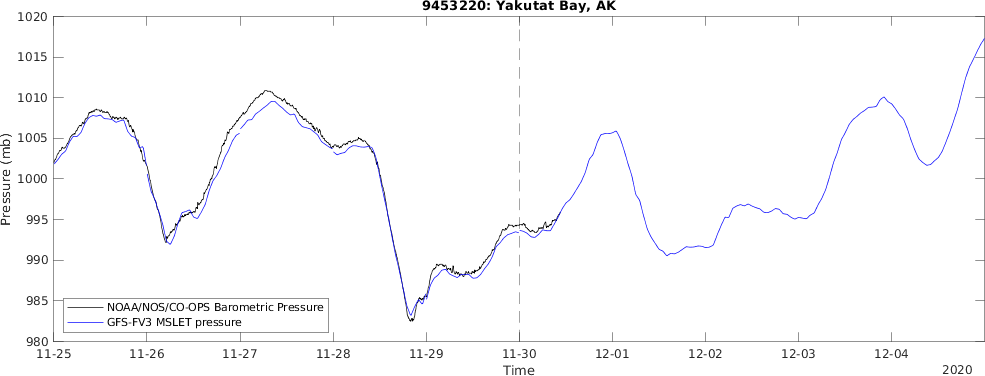 9453220: Yakutat Bay, AK
1020
1015
1010
1005
1000
995
990
985
980
Pressure (mb)
NOAA/NOS/CO-OPS Barometric Pressure
GFS-FV3 MSLET pressure
11-25 11-26 11-27 11-28 11-29 11-30 12-01 12-02 12-03 12-04
Time
2020